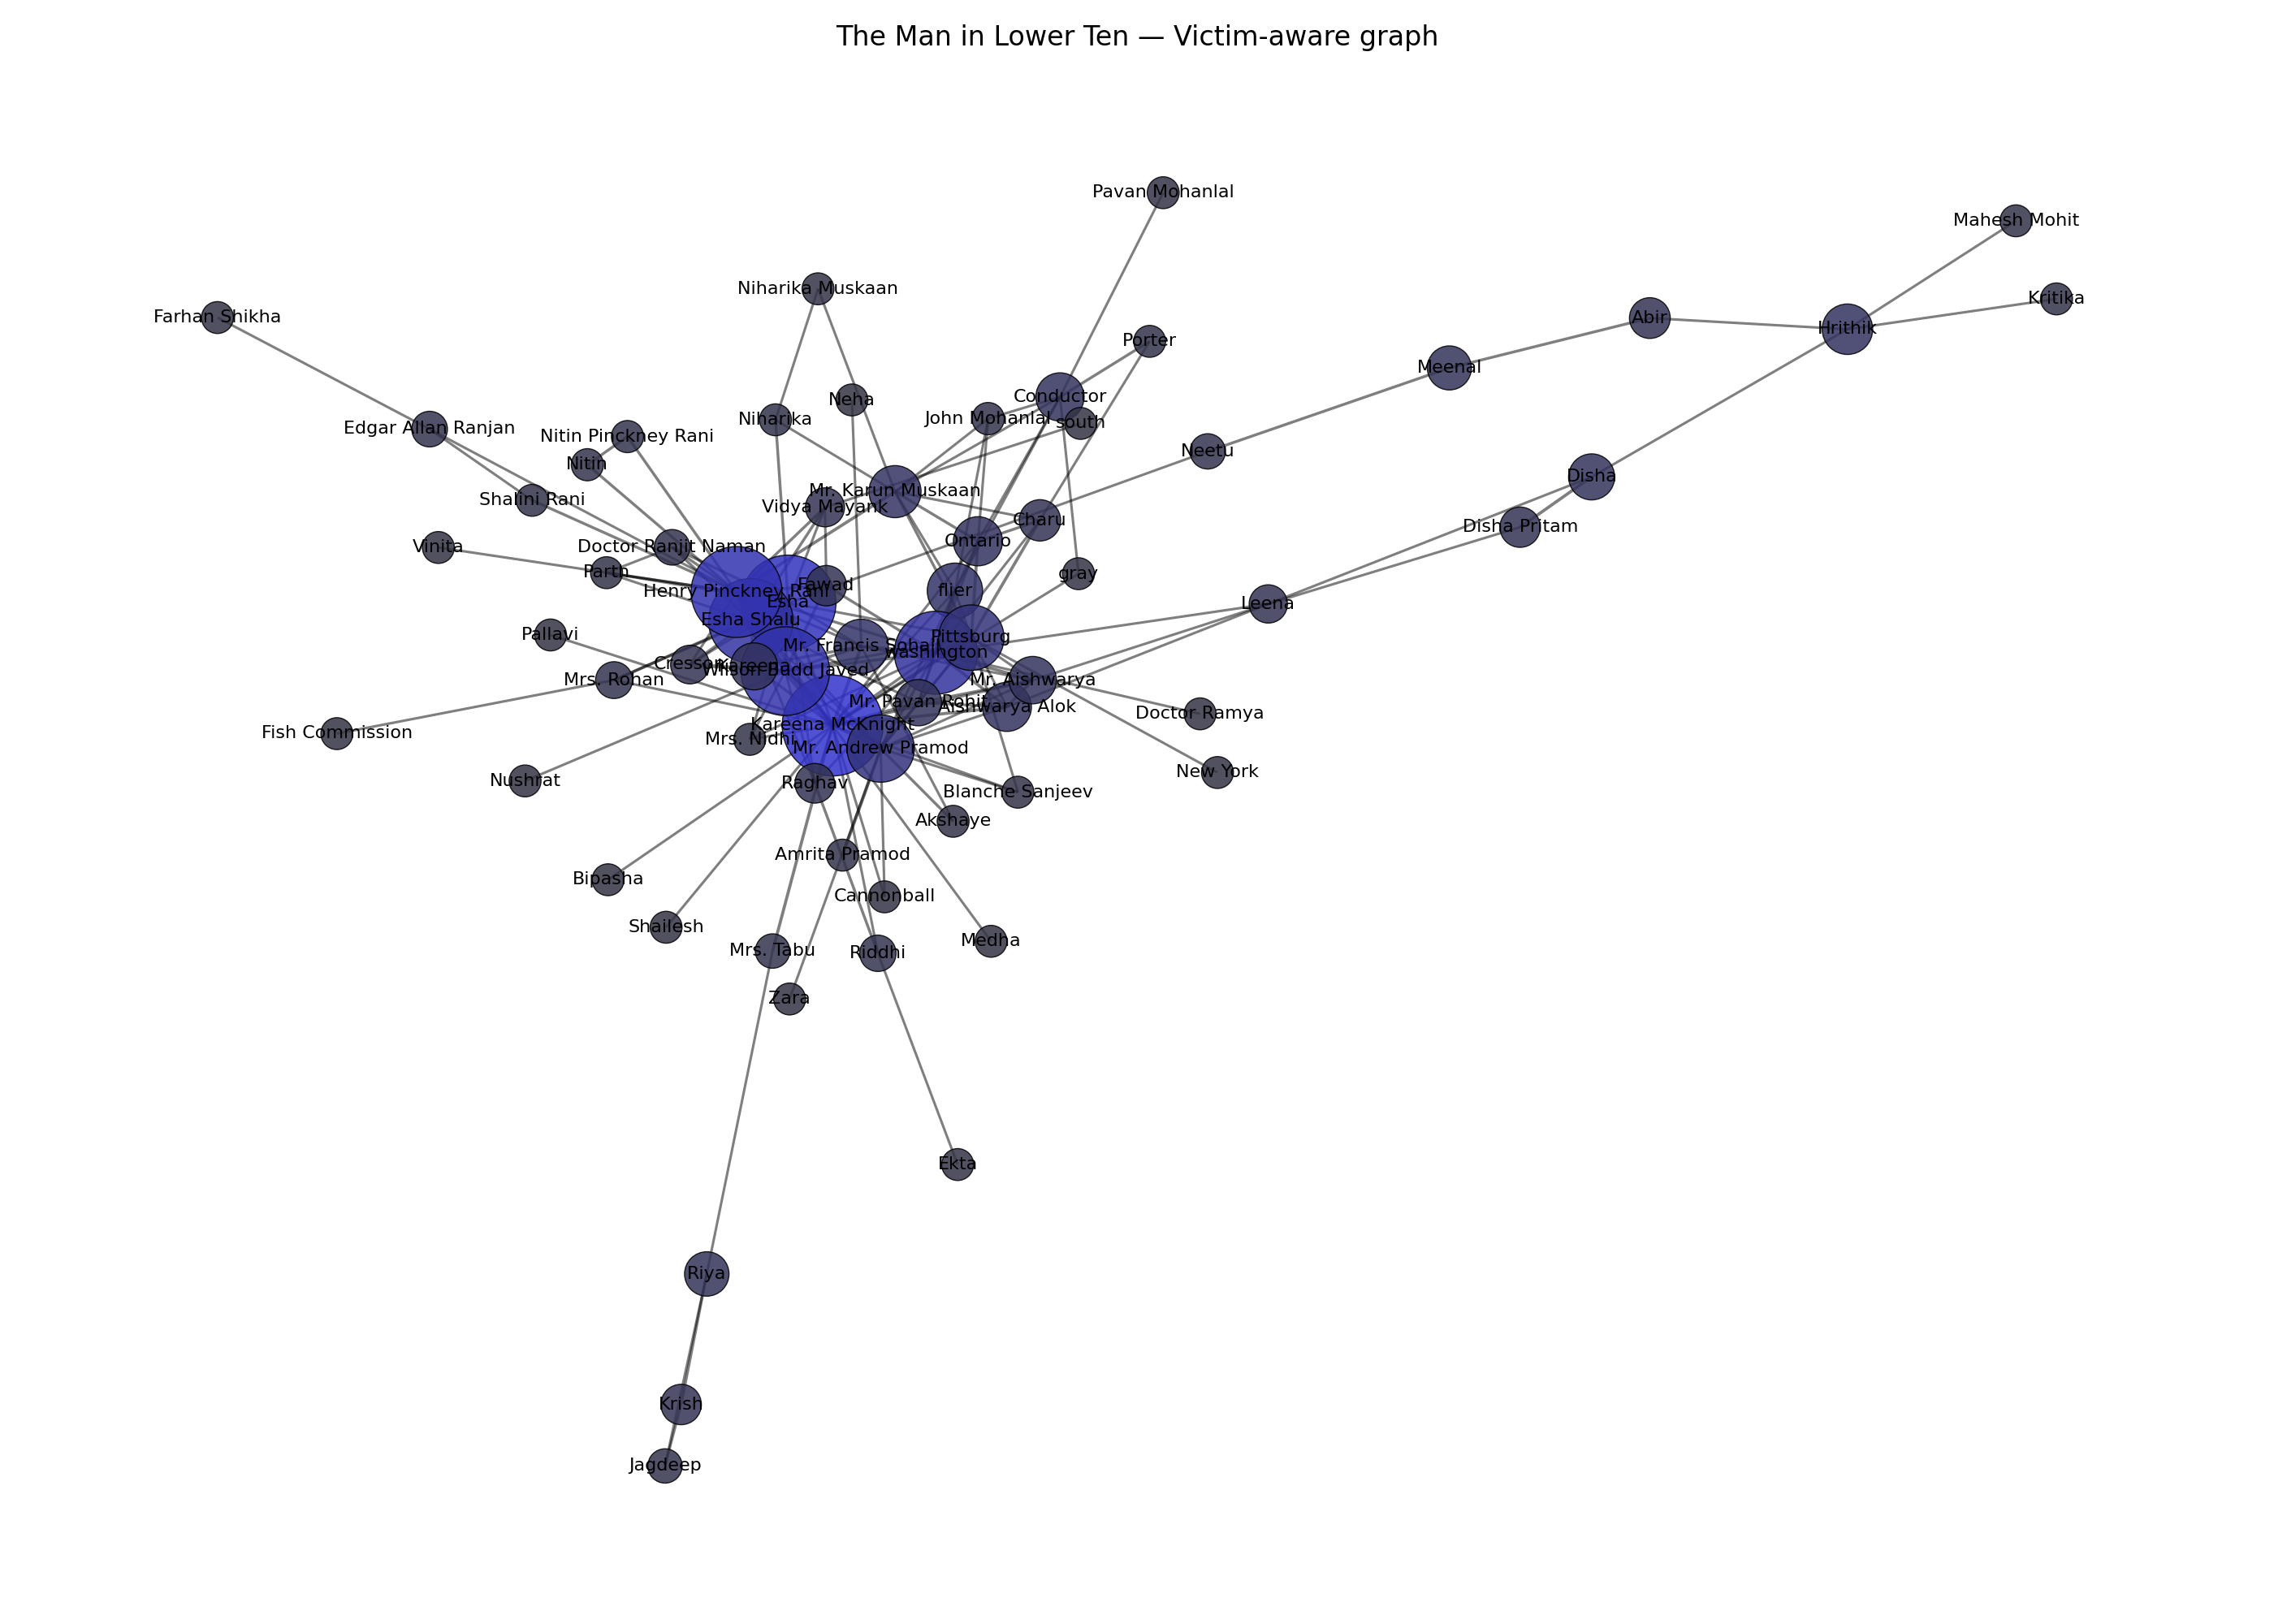 The Man in Lower Ten — Victim-aware graph
Pavan Mohanlal
Mahesh Mohit
Niharika Muskaan
Kritika
Farhan Shikha
Abir
Hrithik
Porter
Meenal
Conductor
Neha
Niharika
John Mohanlal
south
Edgar Allan Ranjan
Nitin Pinckney Rani
Neetu
Nitin
Disha
Mr. Karun Muskaan
Shalini Rani
Vidya Mayank
Charu
Disha Pritam
Ontario
Vinita
Doctor Ranjit Naman
Parth
gray
Fawad
Henry Pinckney Rani
flier
Esha
Leena
Esha Shalu
Pallavi
Pittsburg
Mr. Francis Sohail
washington
Cresson
Kareena
Wilson Budd Javed
Mrs. Rohan
Mr. Aishwarya
Mr. Pavan Rohit
Aishwarya Alok
Doctor Ramya
Kareena McKnight
Fish Commission
Mrs. Nidhi
Mr. Andrew Pramod
New York
Nushrat
Raghav
Blanche Sanjeev
Akshaye
Amrita Pramod
Bipasha
Cannonball
Shailesh
Medha
Mrs. Tabu
Riddhi
Zara
Ekta
Riya
Krish
Jagdeep